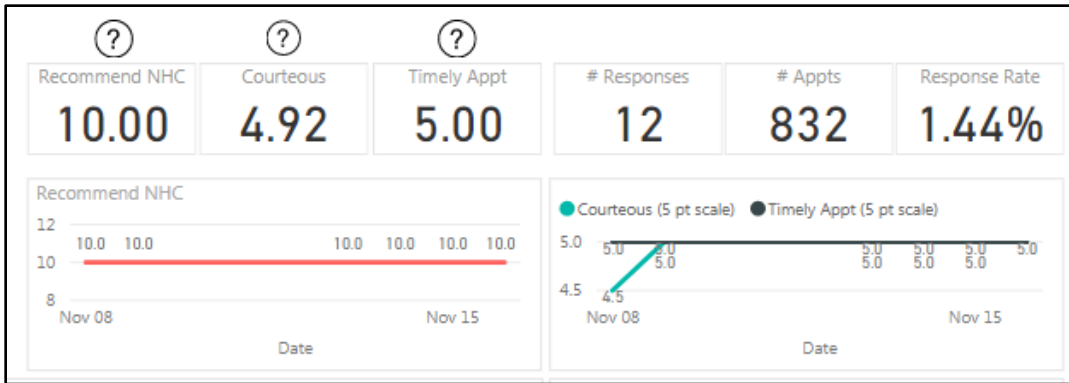 ? ? ?
Recommend NHC Courteous Timely Appt # Responses # Appts Response Rate
10.00 4.92 5.00 12 832 1.44%
Recommend NHC
12
10.0 10.0 10.0 10.0 10.0 10.0
10
8
Nov 08 Nov 15
Date
Courteous (5 pt scale) Timely Appt (5 pt scale)
5.0 5.0 5.0 5.0 5.0 5.0 5.0
5.0 5.0 5.0 5.0
4.5 4.5
Nov 08 Nov 15
Date